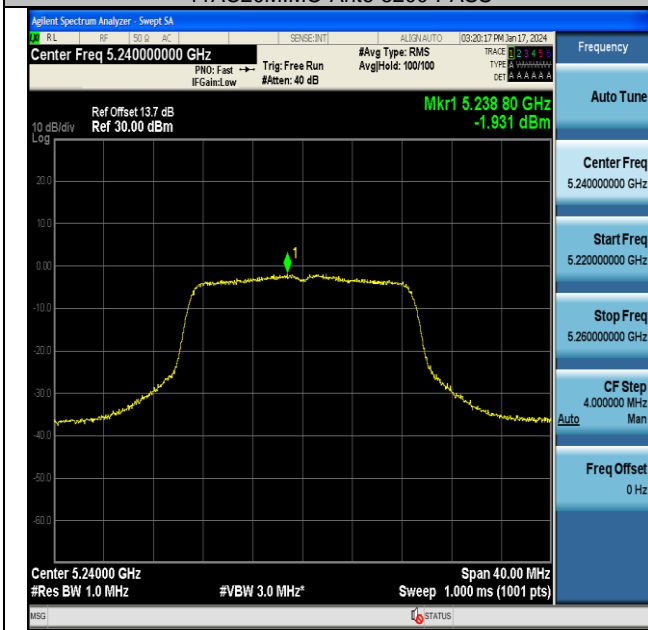 Agilent Spectrum Analyzer - Swept SA
RL RF 50 Ω AC SENSE:INT ALIGN AUTO 03:20:17 PM Jan 17, 2024
Center Freq 5.240000000 GHz
PNO: Fast
IFGain:Low
Trig: Free Run
#Atten: 40 dB
#Avg Type: RMS
Avg|Hold: 100/100
TRACE 1 2 3 4 5 6
TYPE A
DET A A A A A A
Mkr1 5.238 80 GHz
-1.931 dBm
Ref Offset 13.7 dB
10 dB/div Ref 30.00 dBm
Log
20.0
10.0
0.00
-10.0
-20.0
-30.0
-40.0
-50.0
-60.0
1
Center 5.24000 GHz Span 40.00 MHz
#Res BW 1.0 MHz #VBW 3.0 MHz* Sweep 1.000 ms (1001 pts)
MSG STATUS
Frequency
Auto Tune
Center Freq
5.240000000 GHz
Start Freq
5.220000000 GHz
Stop Freq
5.260000000 GHz
CF Step
4.000000 MHz
Auto Man
Freq Offset
0 Hz